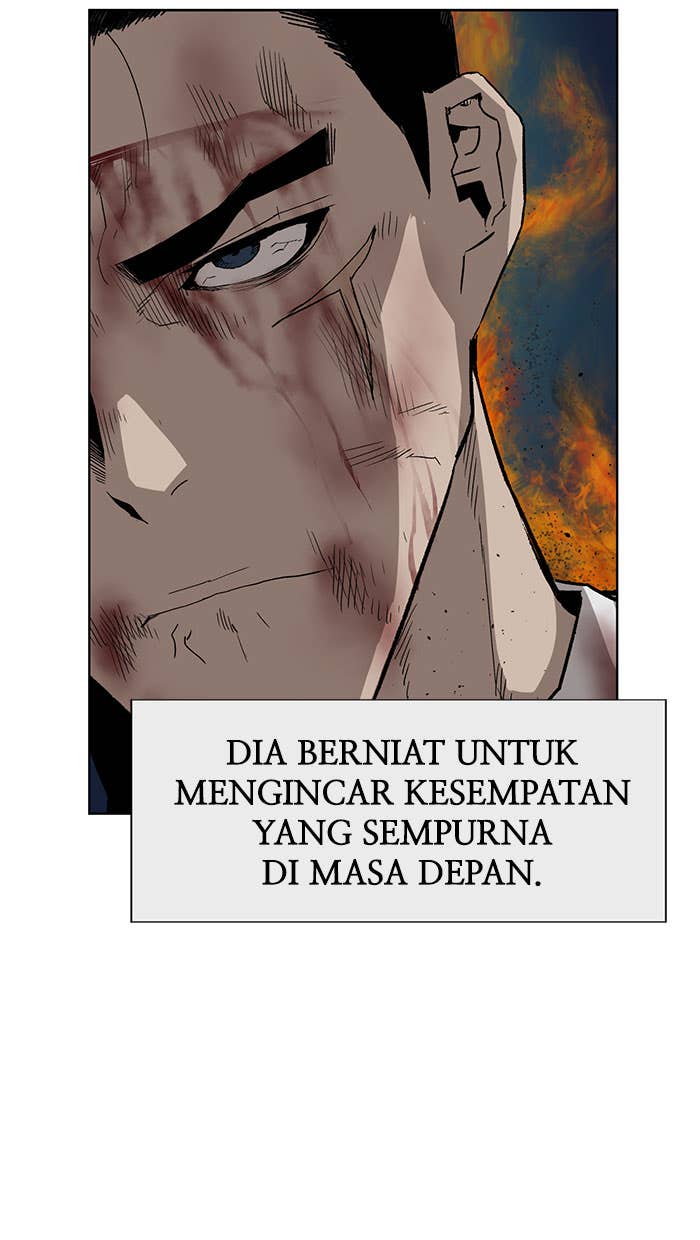 DIA BERNIAT UNTUK
MENGINCAR KESEMPATAN
YANG SEMPURNA
DI MASA DEPAN.